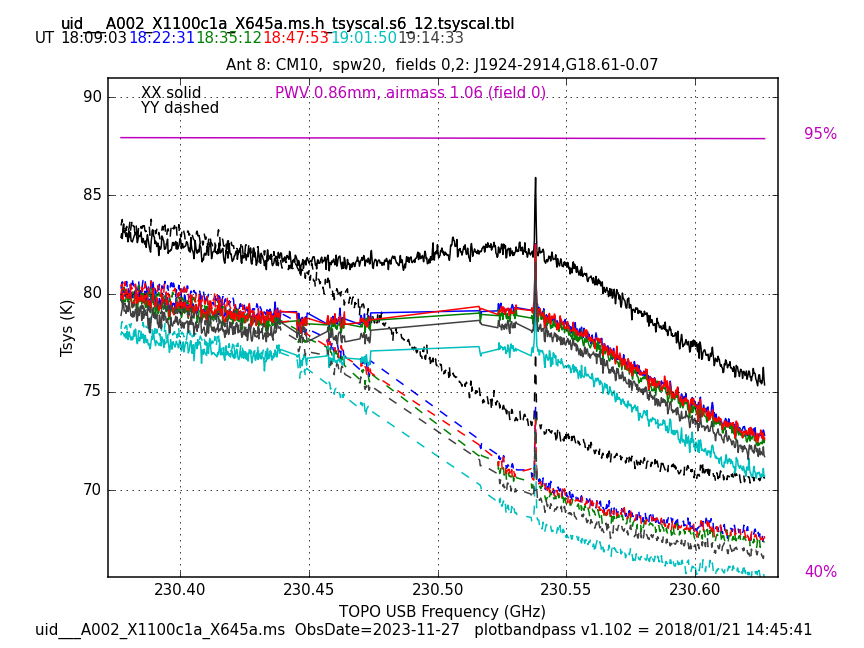 uid___A002_X1100c1a_X645a.ms.h_tsyscal.s6_12.tsyscal.tbl
UT 18:09:03 18:22:31 18:35:12 18:47:53 19:01:50 19:14:33
Ant 8: CM10,  spw20,  fields 0,2: J1924-2914,G18.61-0.07
XX solid
YY dashed
PWV 0.86mm, airmass 1.06 (field 0)
95%
40%
90
85
80
75
70
Tsys (K)
230.40 230.45 230.50 230.55 230.60
TOPO USB Frequency (GHz)
uid___A002_X1100c1a_X645a.ms  ObsDate=2023-11-27   plotbandpass v1.102 = 2018/01/21 14:45:41